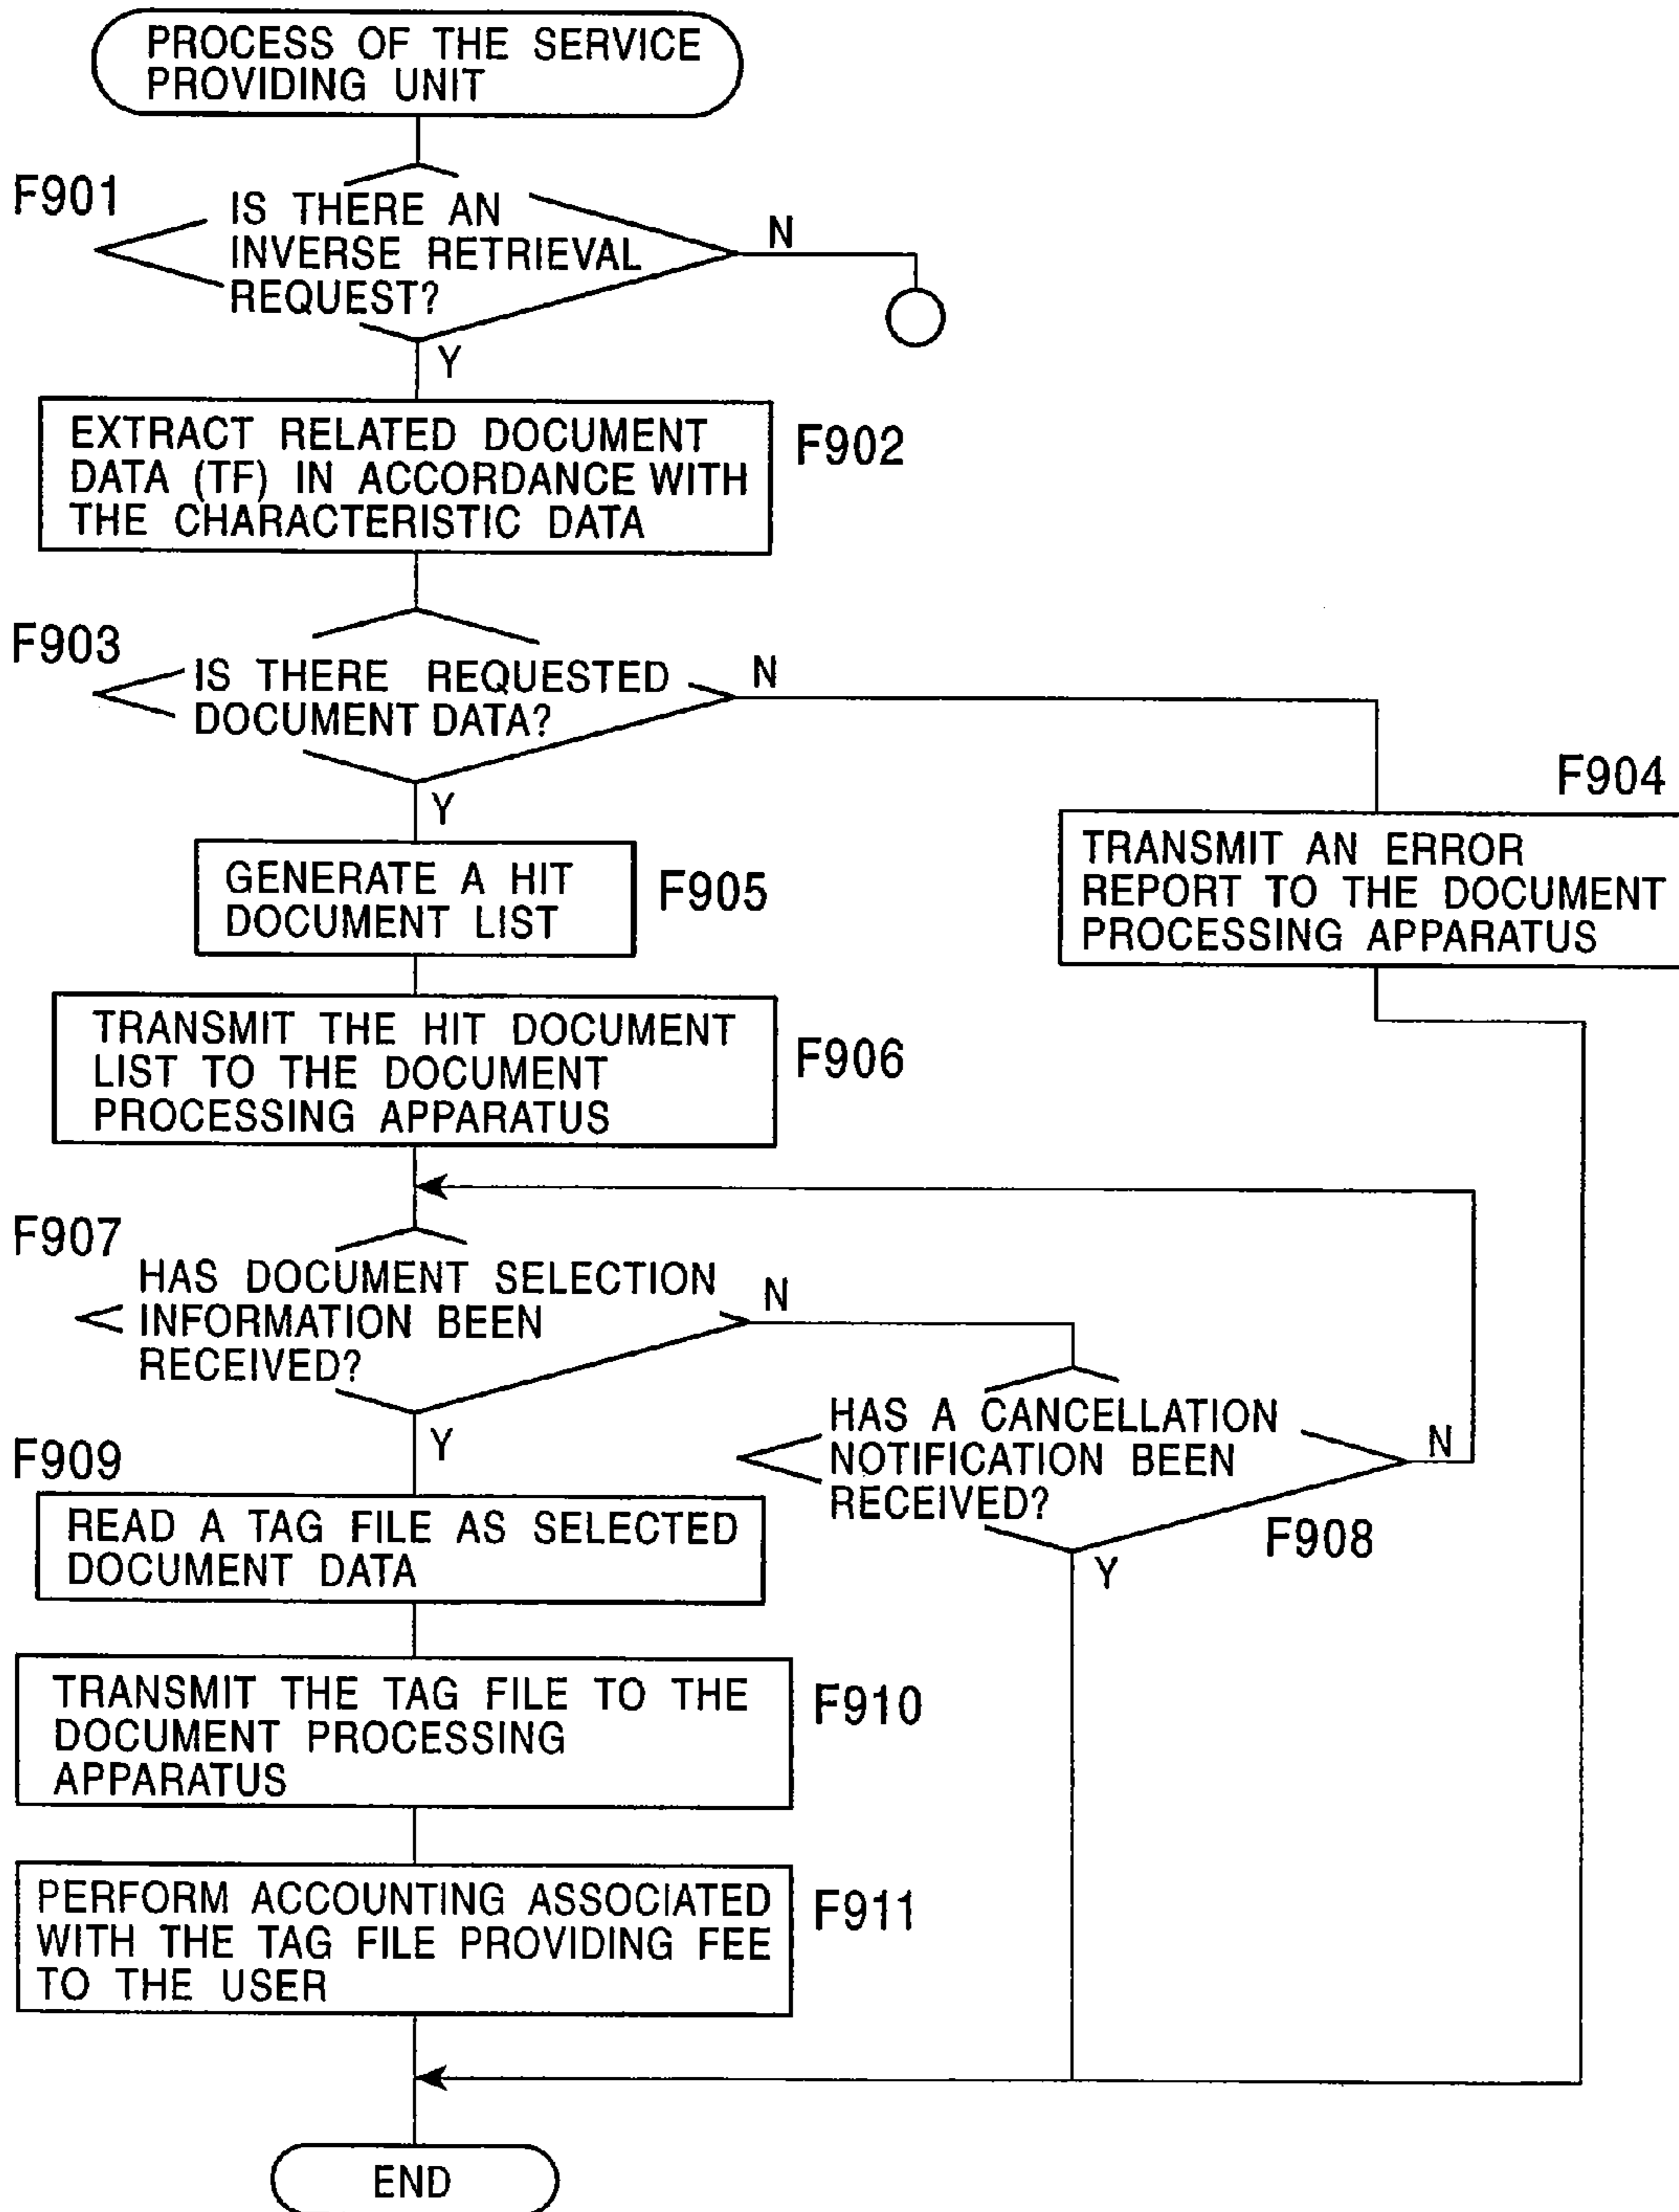 PROCESS OF THE SERVICE
PROVIDING UNIT
F901
IS THERE AN
INVERSE RETRIEVAL
REQUEST?
N
Y
EXTRACT RELATED DOCUMENT
DATA (TF) IN ACCORDANCE WITH
THE CHARACTERISTIC DATA
F902
F903
IS THERE REQUESTED
DOCUMENT DATA?
N
Y
F904
TRANSMIT AN ERROR
REPORT TO THE DOCUMENT
PROCESSING APPARATUS
GENERATE A HIT
DOCUMENT LIST
F905
TRANSMIT THE HIT DOCUMENT
LIST TO THE DOCUMENT
PROCESSING APPARATUS
F906
F907
HAS DOCUMENT SELECTION
INFORMATION BEEN
RECEIVED?
N
Y
HAS A CANCELLATION
NOTIFICATION BEEN
RECEIVED?
N
F908
Y
F909
READ A TAG FILE AS SELECTED
DOCUMENT DATA
TRANSMIT THE TAG FILE TO THE
DOCUMENT PROCESSING
APPARATUS
F910
PERFORM ACCOUNTING ASSOCIATED
WITH THE TAG FILE PROVIDING FEE
TO THE USER
F911
END